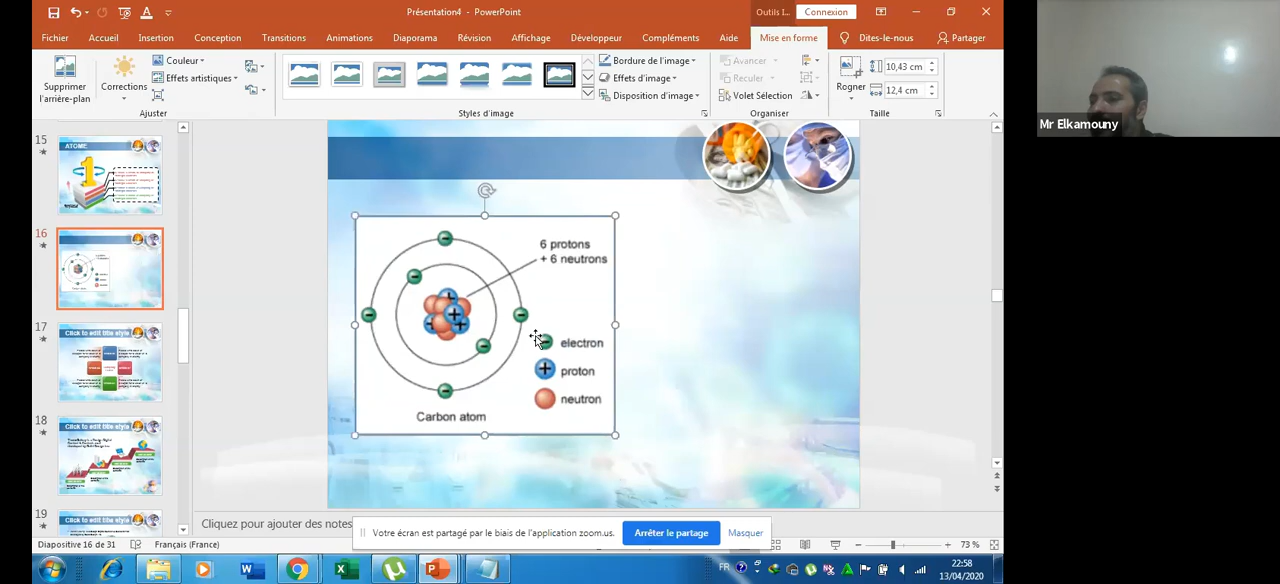 Présentation4 - PowerPoint
Outils I...
Connexion
Fichier
Accueil
Insertion
Conception
Transitions
Animations
Diaporama
Révision
Affichage
Développeur
Compléments
Aide
Mise en forme
Dites-le-nous
Partager
Supprimer
l'arrière-plan
Corrections
Couleur
Effets artistiques
Ajuster
Styles d'image
Bordure de l'image
Effets d'image
Disposition d'image
Avancer
Reculer
Volet Sélection
Organiser
Rogner
10,43 cm
12,4 cm
Taille
Mr Elkamouny
15
ATOME
1
16
17
Click to edit title style
18
Click to edit title style
19
Click to edit title style
6 protons
+ 6 neutrons
electron
proton
neutron
Carbon atom
Cliquez pour ajouter des notes
Votre écran est partagé par le biais de l'application zoom.us.
Arrêter le partage
Masquer
Diapositive 16 de 31
Français (France)
73 %
FR
22:58
13/04/2020